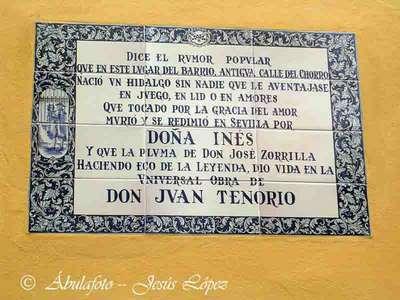 DICE EL RVMOR POPVLAR
QVE EN ESTE LVGAR DEL BARRIO, ANTIGVA, CALLE DEL CHORRO
NACIÓ VN HIDALGO SIN NADIE QVE LE AVENTAJASE
EN JVEGO, EN LID O EN AMORES
QVE TOCADO POR LA GRACIA DEL AMOR
MVRIÓ Y SE REDIMIÓ EN SEVILLA POR
DOÑA INÉS
Y QVE LA PLVMA DE DON JOSÉ ZORRILLA
HACIENDO ECO DE LA LEYENDA, DIO VIDA EN LA
VNIVERSAL OBRA DE
DON JVAN TENORIO
© Ábulafoto -- Jesús López